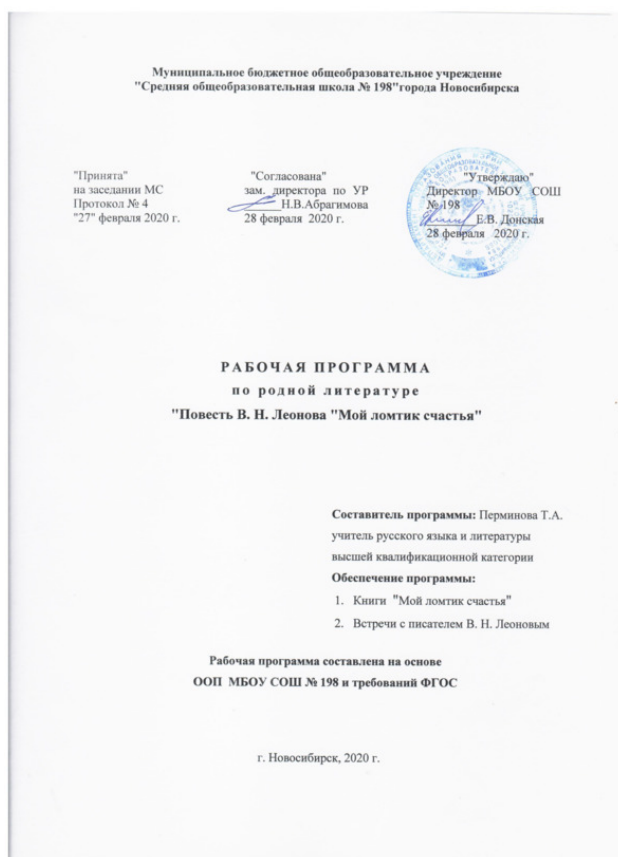 Муниципальное бюджетное общеобразовательное учреждение
"Средняя общеобразовательная школа № 198"города Новосибирска
"Принята"
на заседании МС
Протокол № 4
"27" февраля 2020 г.
"Согласована"
зам. директора по УР
Н.В.Абрагимова
28 февраля 2020 г.
"Утверждаю"
Директор МБОУ СОШ
№ 198
Е.В. Донская
28 февраля 2020 г.
РАБОЧАЯ ПРОГРАММА
по родной литературе
"Повесть В. Н. Леонова "Мой ломтик счастья"
Составитель программы: Перминова Т.А.
учитель русского языка и литературы
высшей квалификационной категории
Обеспечение программы:
1. Книги "Мой ломтик счастья"
2. Встречи с писателем В. Н. Леоновым
Рабочая программа составлена на основе
ООП МБОУ СОШ № 198 и требований ФГОС
г. Новосибирск, 2020 г.